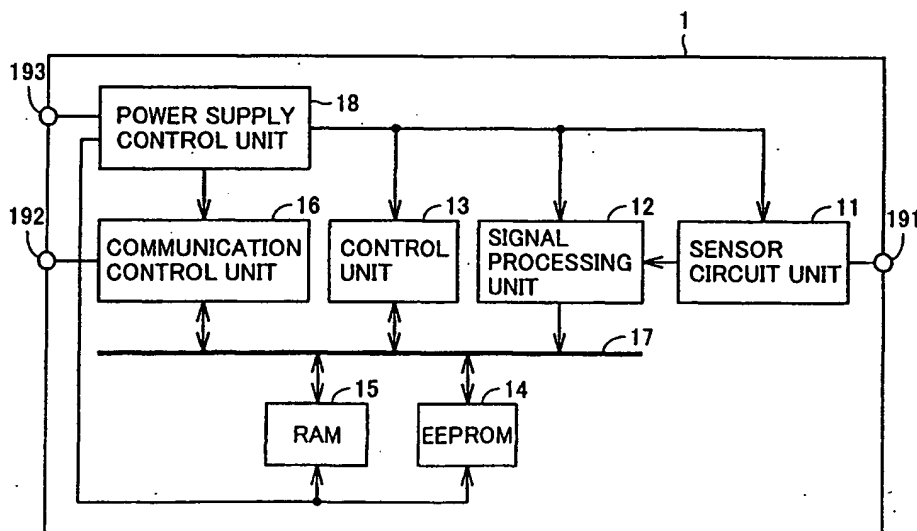 1
193
18
POWER SUPPLY
CONTROL UNIT
192
16
COMMUNICATION
CONTROL UNIT
13
CONTROL
UNIT
12
SIGNAL
PROCESSING
UNIT
11
SENSOR
CIRCUIT UNIT
191
17
15
RAM
14
EEPROM